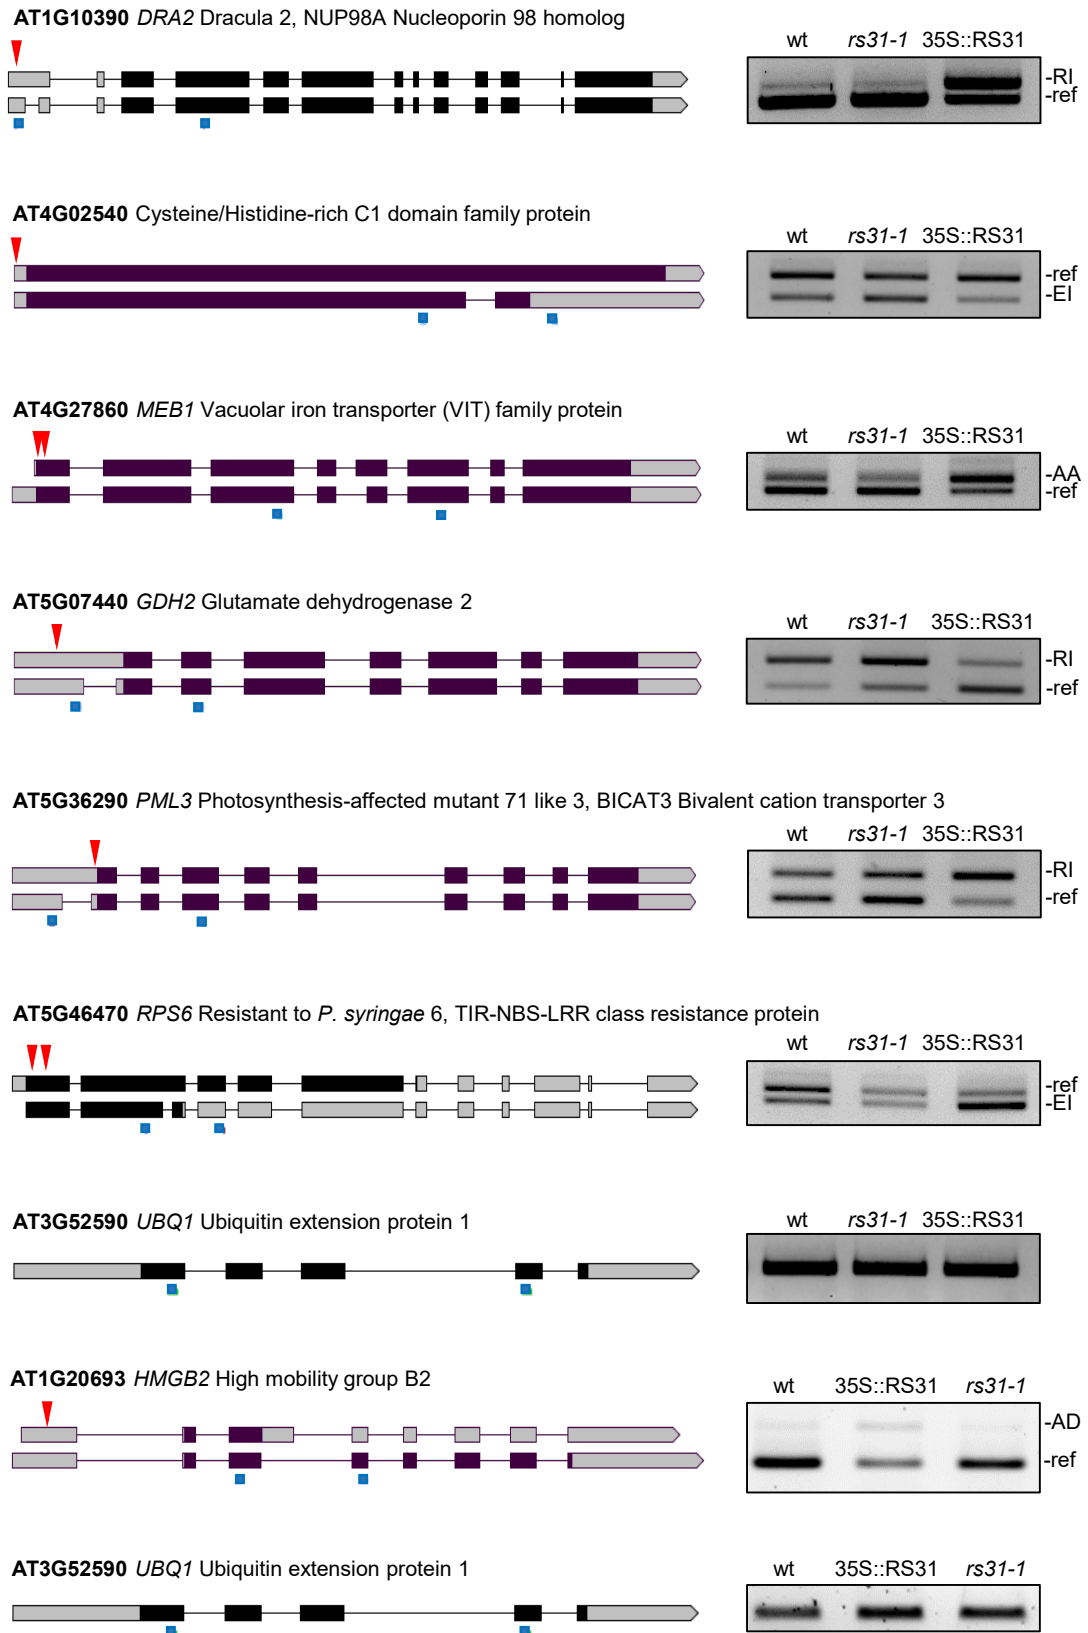 AT1G10390 DRA2 Dracula 2, NUP98A Nucleoporin 98 homolog
wt rs31-1 35S::RS31
-RI
-ref
AT4G02540 Cysteine/Histidine-rich C1 domain family protein
wt rs31-1 35S::RS31
-ref
-EI
AT4G27860 MEB1 Vacuolar iron transporter (VIT) family protein
wt rs31-1 35S::RS31
-AA
-ref
AT5G07440 GDH2 Glutamate dehydrogenase 2
wt rs31-1 35S::RS31
-RI
-ref
AT5G36290 PML3 Photosynthesis-affected mutant 71 like 3, BICAT3 Bivalent cation transporter 3
wt rs31-1 35S::RS31
-RI
-ref
AT5G46470 RPS6 Resistant to P. syringae 6, TIR-NBS-LRR class resistance protein
wt rs31-1 35S::RS31
-ref
-EI
AT3G52590 UBQ1 Ubiquitin extension protein 1
wt rs31-1 35S::RS31
AT1G20693 HMGB2 High mobility group B2
wt 35S::RS31 rs31-1
-AD
-ref
AT3G52590 UBQ1 Ubiquitin extension protein 1
wt 35S::RS31 rs31-1